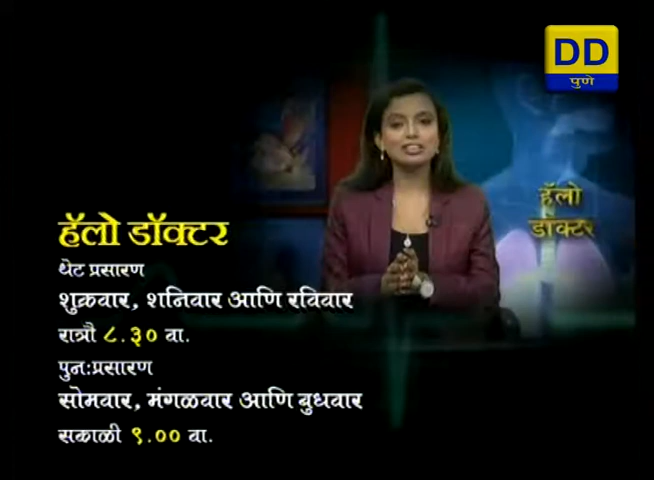 DD
पुणे
हॅलो
डॉक्टर
हॅलो डॉक्टर
थेट प्रसारण
शुक्रवार, शनिवार आणि रविवार
रात्रौ ८.३० वा.
पुन:प्रसारण
सोमवार, मंगळवार आणि बुधवार
सकाळी ९.०० वा.